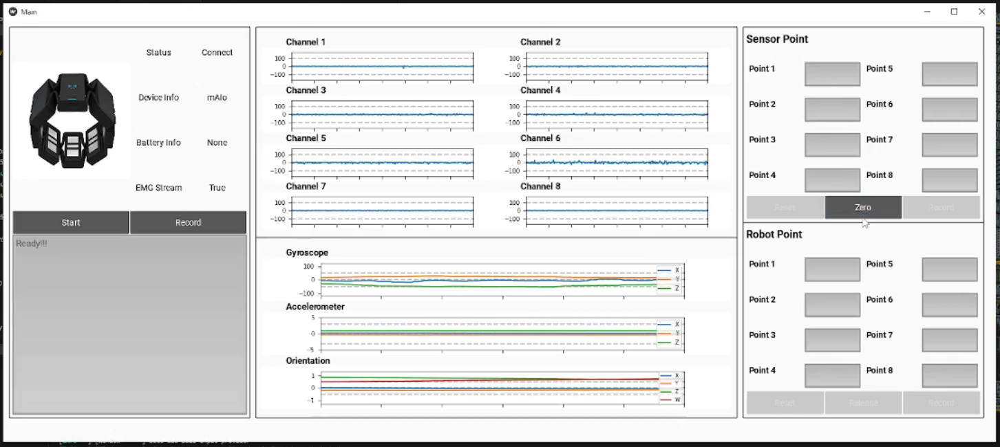 Main
Status Connect
Device Info mAlo
Battery Info None
EMG Stream True
Start Record
Ready!!!
Channel 1
100
0
−100
Channel 2
100
0
−100
Channel 3
100
0
−100
Channel 4
100
0
−100
Channel 5
100
0
−100
Channel 6
100
0
−100
Channel 7
100
0
−100
Channel 8
100
0
−100
Gyroscope
100
0
−100
X
Y
Z
Accelerometer
5
0
−5
X
Y
Z
Orientation
1
0
−1
X
Y
Z
W
Sensor Point
Point 1 Point 5
Point 2 Point 6
Point 3 Point 7
Point 4 Point 8
Reset Zero Record
Robot Point
Point 1 Point 5
Point 2 Point 6
Point 3 Point 7
Point 4 Point 8
Reset Release Record